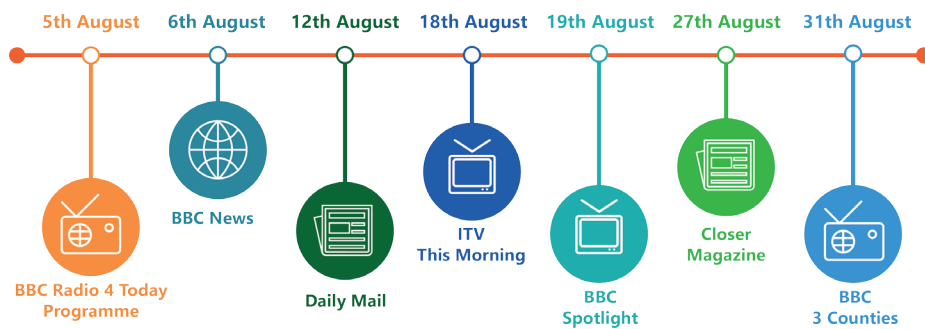 5th August
6th August
12th August
18th August
19th August
27th August
31th August
BBC Radio 4 Today
Programme
BBC News
Daily Mail
ITV
This Morning
BBC
Spotlight
Closer
Magazine
BBC
3 Counties